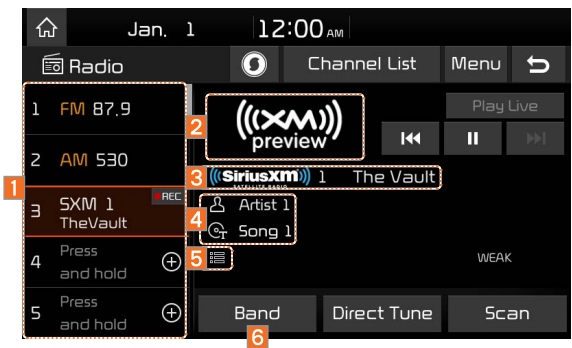 Jan. 1 12:00 AM
Radio Channel List Menu
1 FM 87.9
2 AM 530
3 SXM 1 REC
TheVault
4 Press
and hold
5 Press
and hold
1
2
(((XM)))
preview
Play Live
3 ((SiriusXM)) 1 The Vault
SATELLITE RADIO
4 Artist 1
Song 1
5
WEAK
Band Direct Tune Scan
6